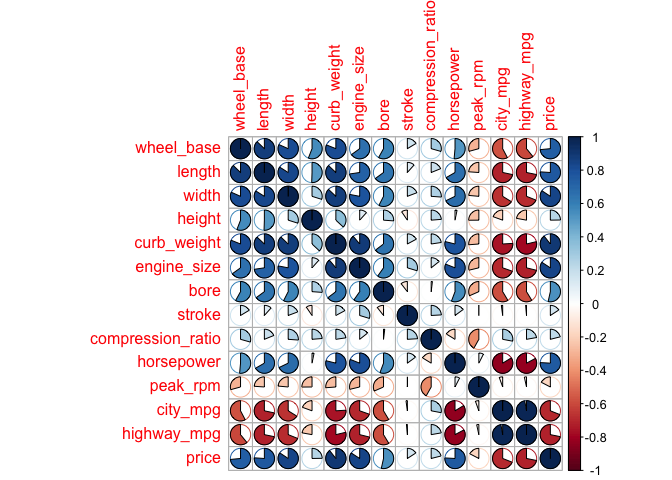 wheel_base
length
width
height
curb_weight
engine_size
bore
stroke
compression_ratio
horsepower
peak_rpm
city_mpg
highway_mpg
price
wheel_base
length
width
height
curb_weight
engine_size
bore
stroke
compression_ratio
horsepower
peak_rpm
city_mpg
highway_mpg
price
1
0.8
0.6
0.4
0.2
0
-0.2
-0.4
-0.6
-0.8
-1